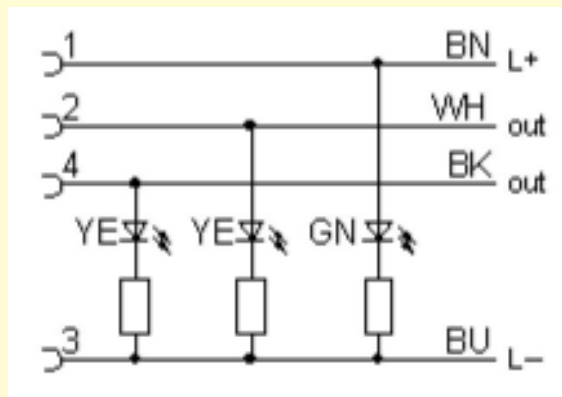 1 BN L+
2 WH out
4 BK out
YE YE GN
3 BU L−